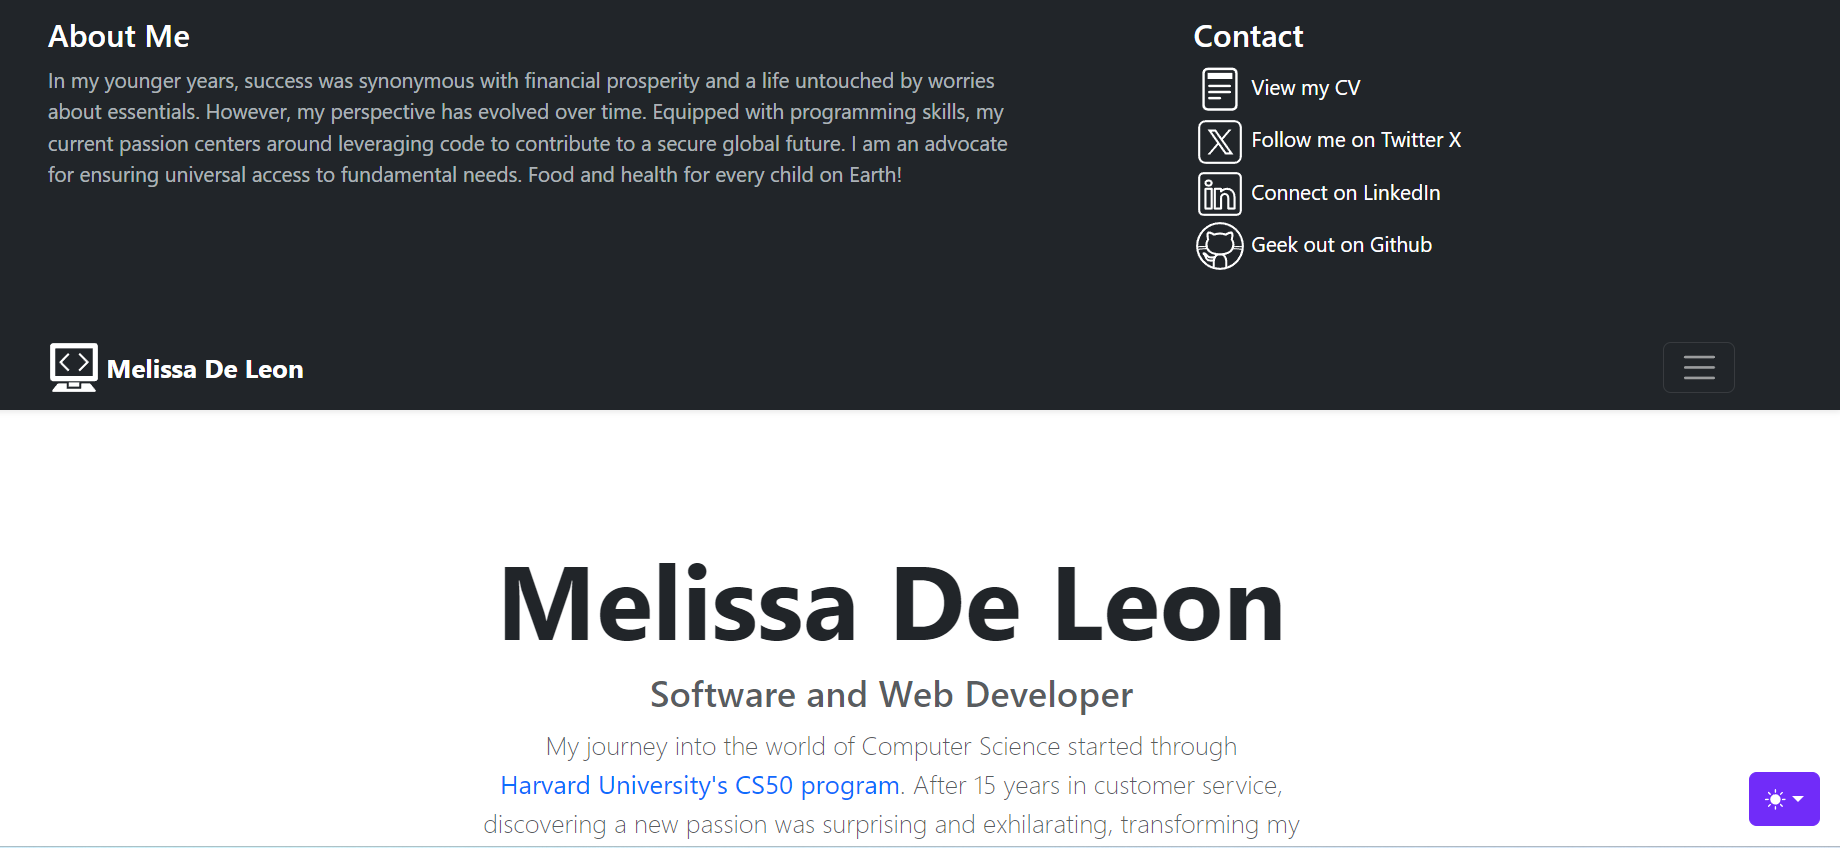 About Me
In my younger years, success was synonymous with financial prosperity and a life untouched by worries
about essentials. However, my perspective has evolved over time. Equipped with programming skills, my
current passion centers around leveraging code to contribute to a secure global future. I am an advocate
for ensuring universal access to fundamental needs. Food and health for every child on Earth!
Contact
View my CV
Follow me on Twitter X
Connect on LinkedIn
Geek out on Github
Melissa De Leon
Melissa De Leon
Software and Web Developer
My journey into the world of Computer Science started through
Harvard University's CS50 program. After 15 years in customer service,
discovering a new passion was surprising and exhilarating, transforming my